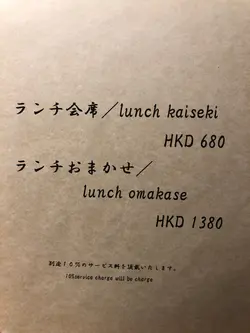 ランチ会席/lunch kaiseki
HKD 680
ランチおまかせ/
lunch omakase
HKD 1380
別途10%のサービス料を頂戴いたします。
10%service charge will be charge